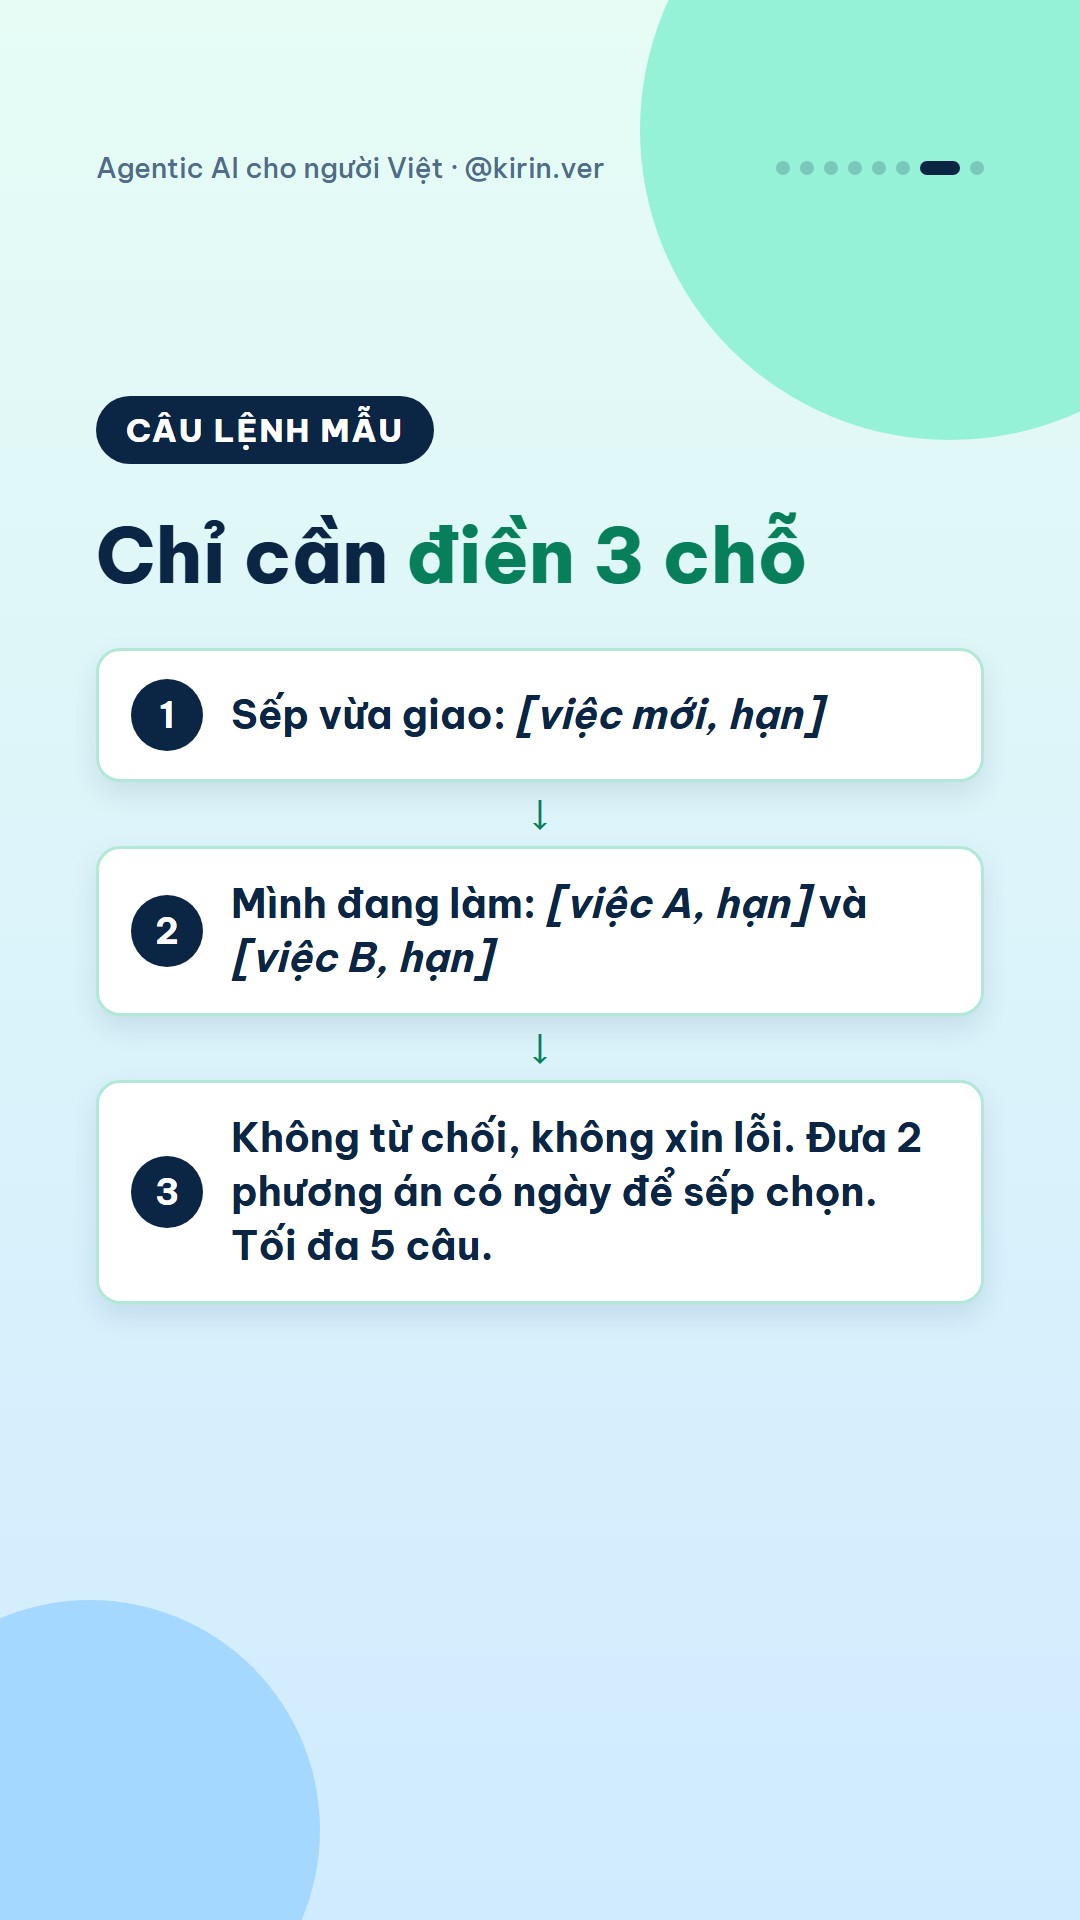 Agentic AI cho người Việt · @kirin.ver
CÂU LỆNH MẪU
Chỉ cần điền 3 chỗ
1 Sếp vừa giao: [việc mới, hạn]
↓
2 Mình đang làm: [việc A, hạn] và
[việc B, hạn]
↓
3 Không từ chối, không xin lỗi. Đưa 2
phương án có ngày để sếp chọn.
Tối đa 5 câu.